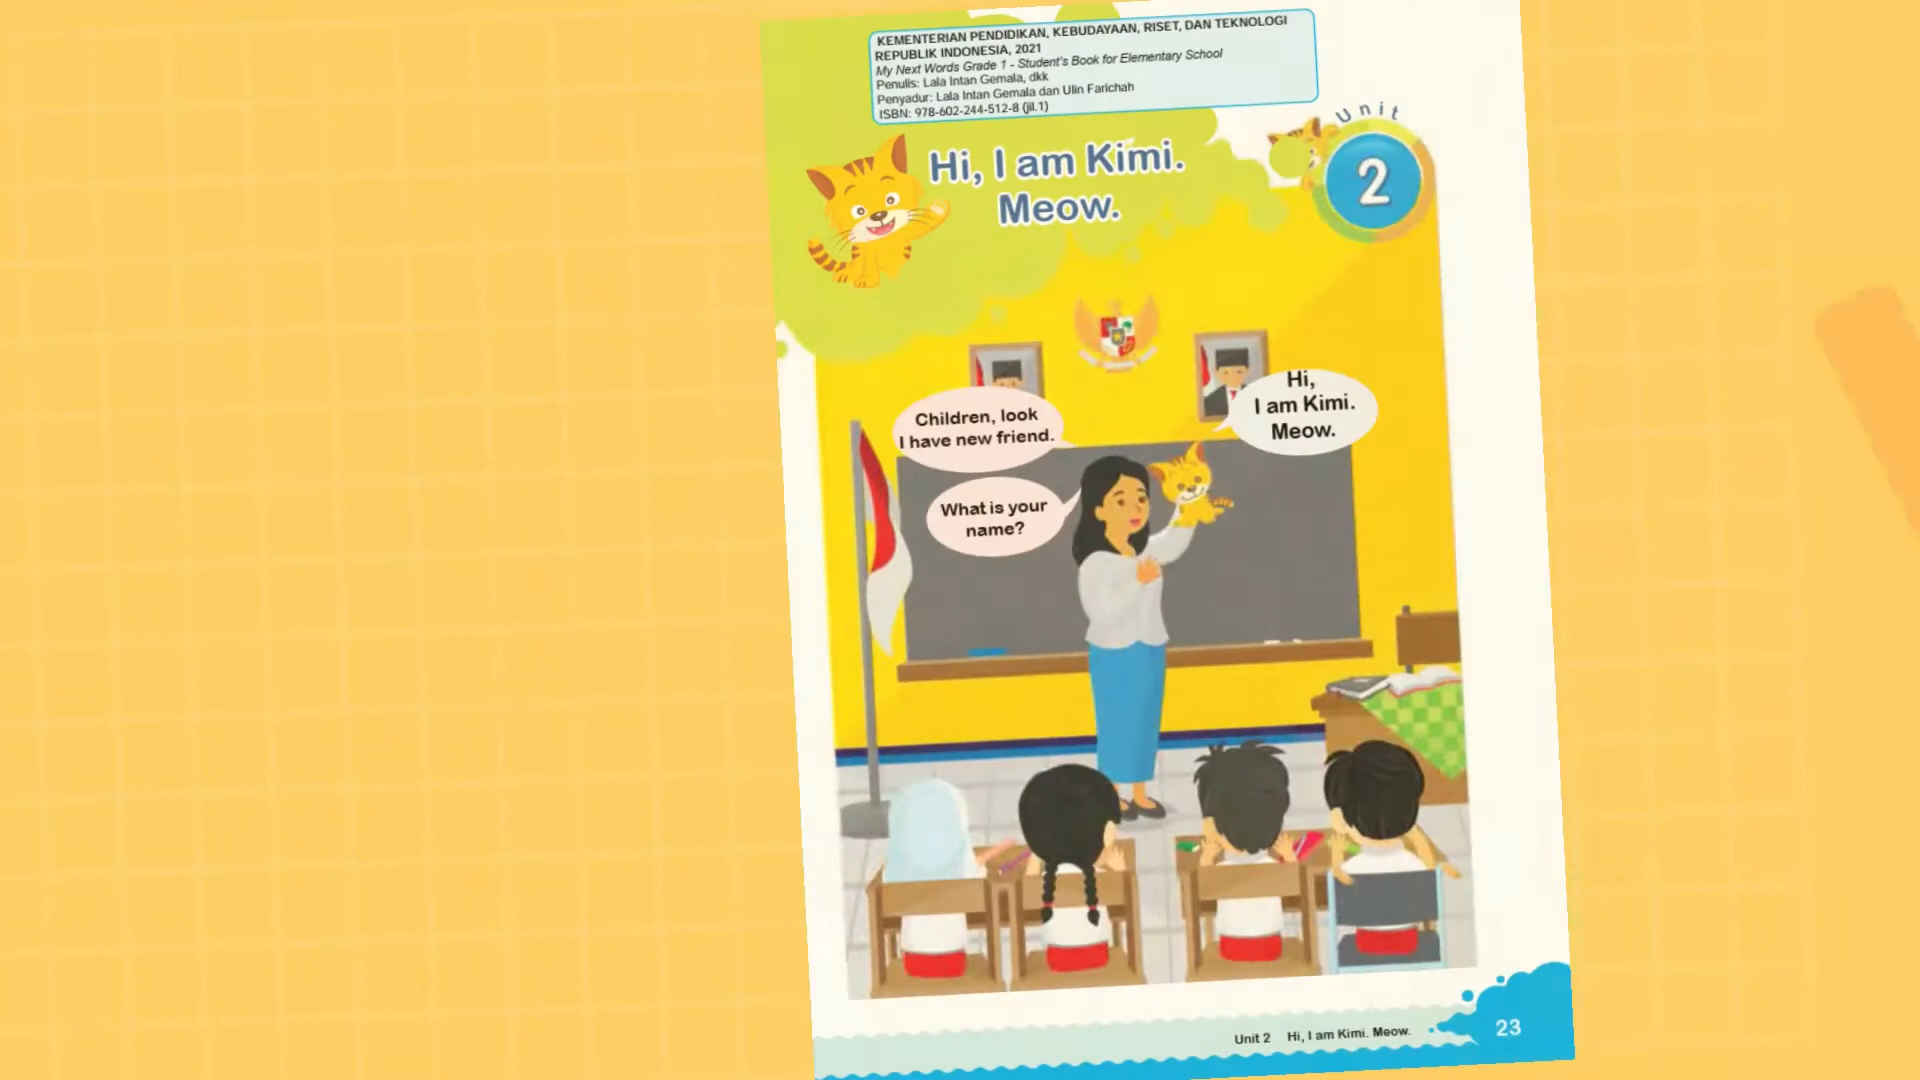 KEMENTERIAN PENDIDIKAN, KEBUDAYAAN, RISET, DAN TEKNOLOGI
REPUBLIK INDONESIA, 2021
My Next Words Grade 1 - Student's Book for Elementary School
Penulis: Lala Intan Gemala, dkk
Penyadur: Lala Intan Gemala dan Ulin Farichah
ISBN: 978-602-244-512-8 (jil.1)
Unit
2
Hi, I am Kimi.
Meow.
Children, look
I have new friend.
Hi,
I am Kimi.
Meow.
What is your
name?
Unit 2 Hi, I am Kimi. Meow.
23